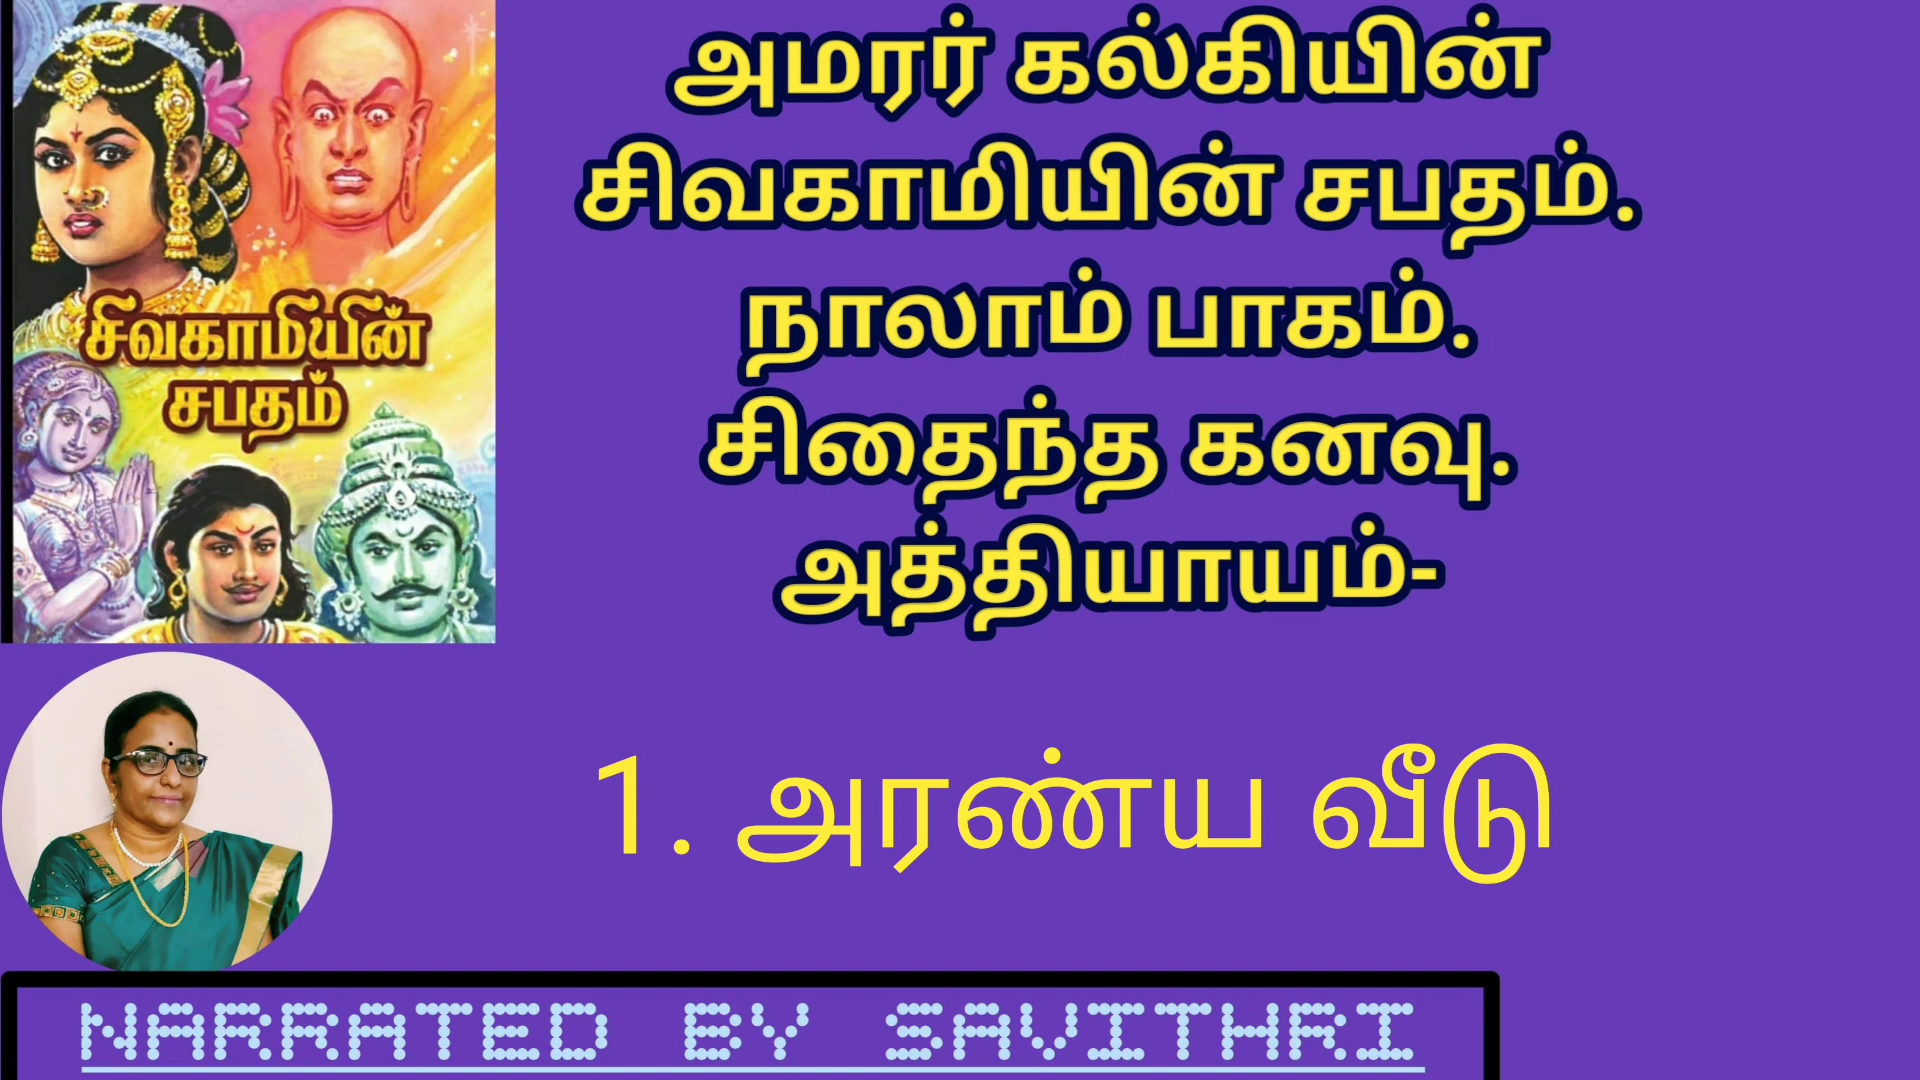 அமரர் கல்கியின்
சிவகாமியின் சபதம்.
நாலாம் பாகம்.
சிதைந்த கனவு.
அத்தியாயம்-
1. அரண்ய வீடு
சிவகாமியின்
சபதம்
NARRATED BY SAVITHRI